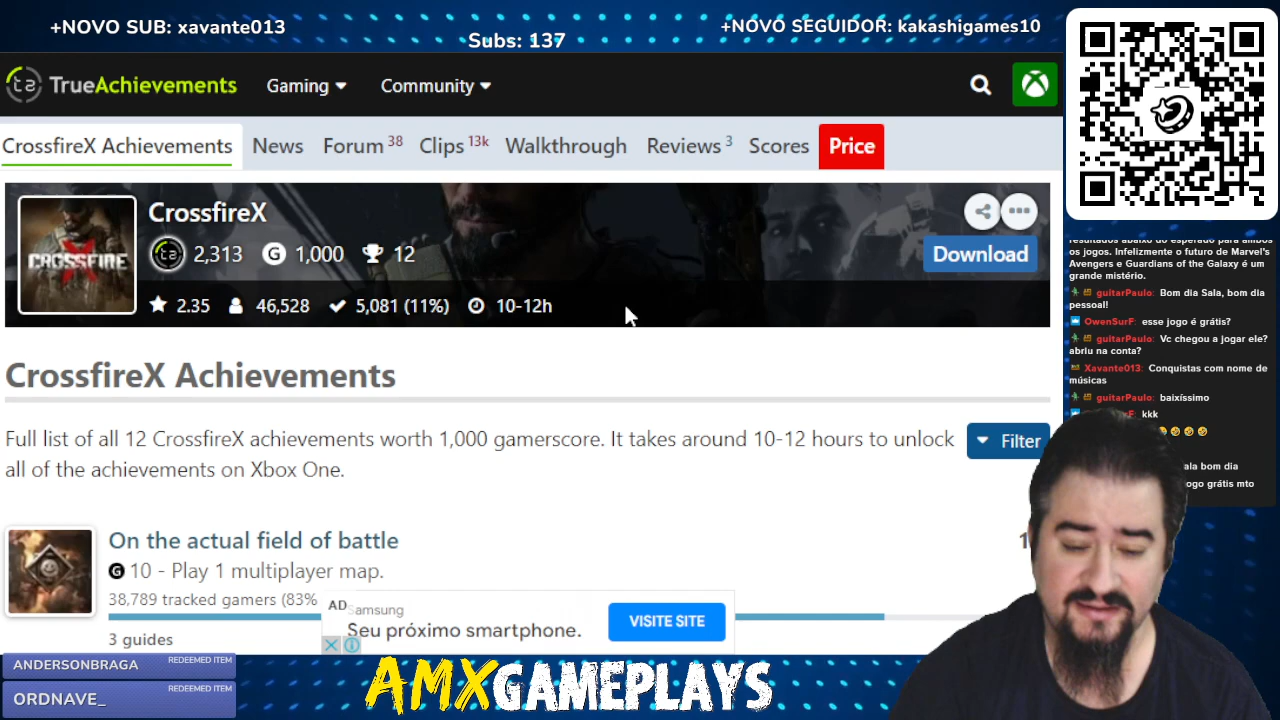 +NOVO SUB: xavante013
Subs: 137
+NOVO SEGUIDOR: kakashigames10
TrueAchievements
Gaming
Community
CrossfireX Achievements
News
Forum 38
Clips 13k
Walkthrough
Reviews 3
Scores
Price
CROSSFIRE
CrossfireX
2,313
1,000
12
Download
2.35
46,528
5,081 (11%)
10-12h
CrossfireX Achievements
Full list of all 12 CrossfireX achievements worth 1,000 gamerscore. It takes around 10-12 hours to unlock
all of the achievements on Xbox One.
Filter
On the actual field of battle
10 - Play 1 multiplayer map.
38,789 tracked gamers (83%
3 guides
AD
Samsung
Seu próximo smartphone.
VISITE SITE
resultados abaixo do esperado para ambos
os jogos. Infelizmente o futuro de Marvel's
Avengers e Guardians of the Galaxy é um
grande mistério.
guitarPaulo: Bom dia Sala, bom dia
pessoal!
OwenSurF: esse jogo é grátis?
guitarPaulo: Vc chegou a jogar ele?
abriu na conta?
Xavante013: Conquistas com nome de
músicas
guitarPaulo: baixíssimo
kkk
ala bom dia
ogo grátis mto
ANDERSONBRAGA
REDEEMED ITEM
ORDNAVE_
REDEEMED ITEM
AMXGAMEPLAYS